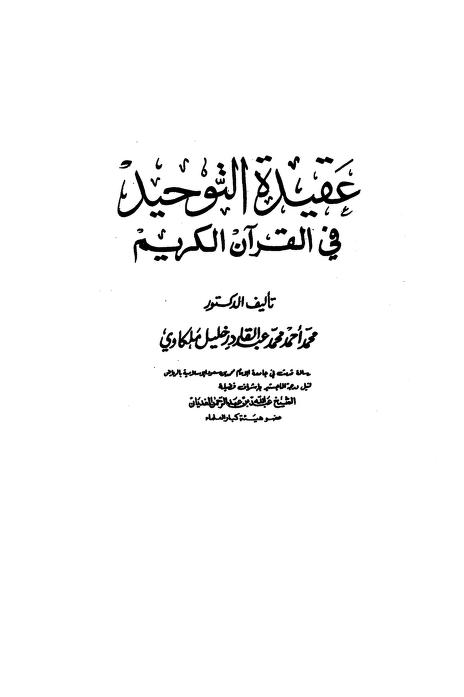 عقيدة التوحيد
في القرآن الكريم
تأليف الدكتور
محمد أحمد محمد عبد القادر خليل ملكاوي
رسالة قدمت في جامعة الإمام محمد بن سعود الإسلامية بالرياض
لنيل درجة الماجستير بإشراف فضيلة
الشيخ عبد الله بن عبد الرحمن الغديان
عضو هيئة كبار العلماء